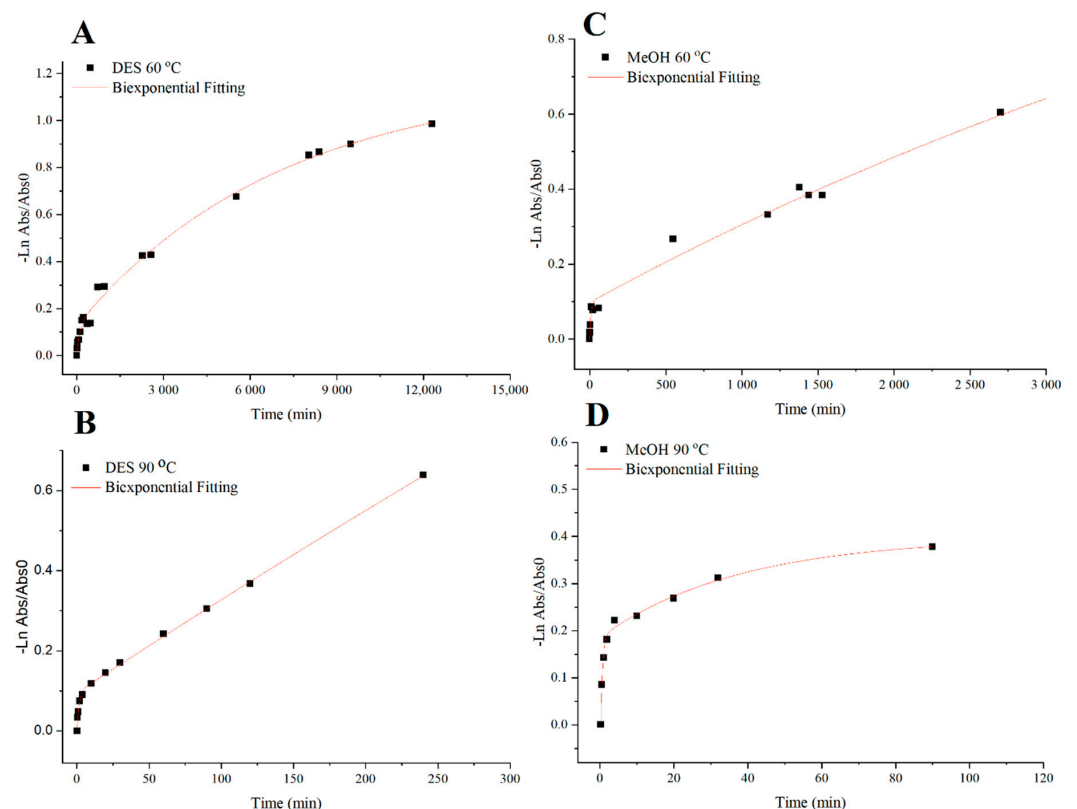 A
DES 60 °C
Biexponential Fitting
1.2
1.0
0.8
0.6
0.4
0.2
0.0
-Ln Abs/Abs0
0
3 000
6 000
9 000
12,000
15,000
Time (min)
C
MeOH 60 °C
Biexponential Fitting
0.8
0.6
0.4
0.2
0.0
-Ln Abs/Abs0
0
500
1 000
1 500
2 000
2 500
3 000
Time (min)
B
DES 90 °C
Biexponential Fitting
0.6
0.4
0.2
0.0
-Ln Abs/Abs0
0
50
100
150
200
250
300
Time (min)
D
MeOH 90 °C
Biexponential Fitting
0.6
0.5
0.4
0.3
0.2
0.1
0.0
-Ln Abs/Abs0
0
20
40
60
80
100
120
Time (min)